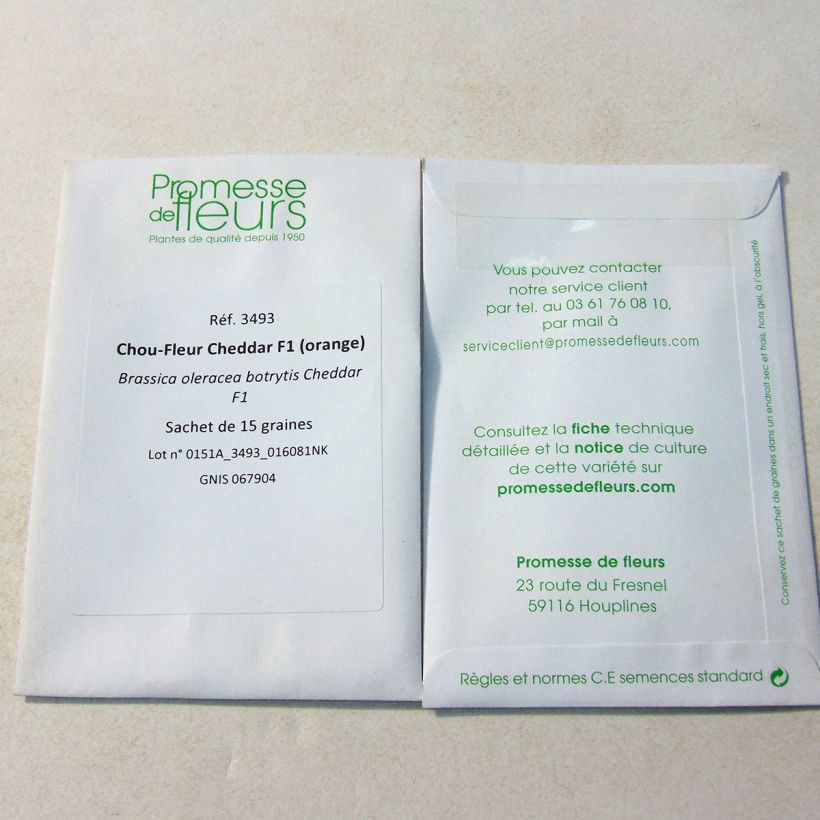 Promesse
de fleurs
Plantes de qualité depuis 1950
Réf. 3493
Chou-Fleur Cheddar F1 (orange)
Brassica oleracea botrytis Cheddar
F1
Sachet de 15 graines
Lot n° 0151A_3493_016081NK
GNIS 067904
Vous pouvez contacter
notre service client
par tel. au 03 61 76 08 10,
par mail à
serviceclient@promessedefleurs.com
Consultez la fiche technique
détaillée et la notice de culture
de cette variété sur
promessedefleurs.com
Promesse de fleurs
23 route du Fresnel
59116 Houplines
Règles et normes C.E semences standard
Conservez ce sachet de graines dans un endroit sec et frais, hors gel, à l'obscurité